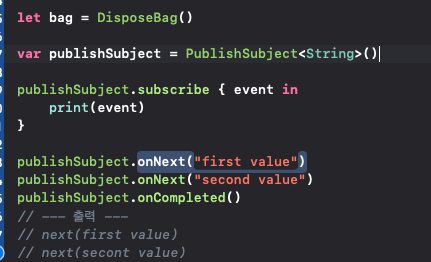 let bag = DisposeBag()
var publishSubject = PublishSubject<String>()
publishSubject.subscribe { event in
print(event)
}
publishSubject.onNext("first value")
publishSubject.onNext("second value")
publishSubject.onCompleted()
// --- 출력 ---
// next(first value)
// next(secont value)